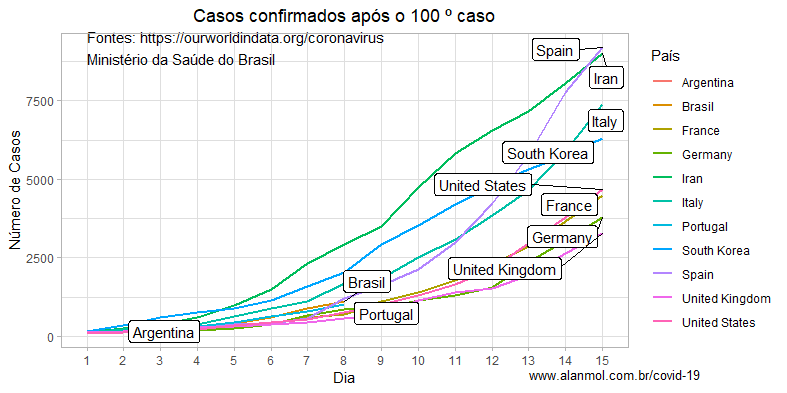 Casos confirmados após o 100 º caso
Fontes: https://ourworldindata.org/coronavirus
Ministério da Saúde do Brasil
Número de Casos
7500
5000
2500
0
Spain
Iran
Italy
South Korea
United States
France
Germany
United Kingdom
Brasil
Portugal
Argentina
1 2 3 4 5 6 7 8 9 10 11 12 13 14 15
Dia
www.alanmol.com.br/covid-19
País
Argentina
Brasil
France
Germany
Iran
Italy
Portugal
South Korea
Spain
United Kingdom
United States